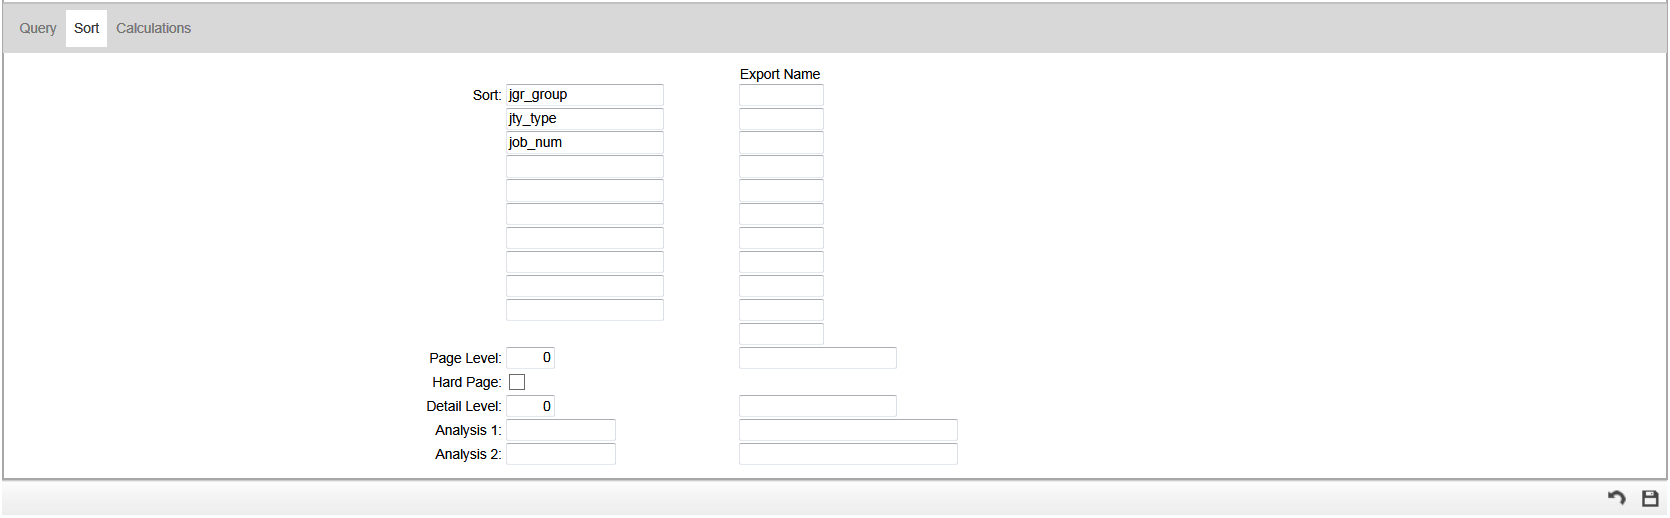 Query Sort Calculations
Export Name
Sort: jgr_group
jty_type
job_num
Page Level: 0
Hard Page:
Detail Level: 0
Analysis 1:
Analysis 2: